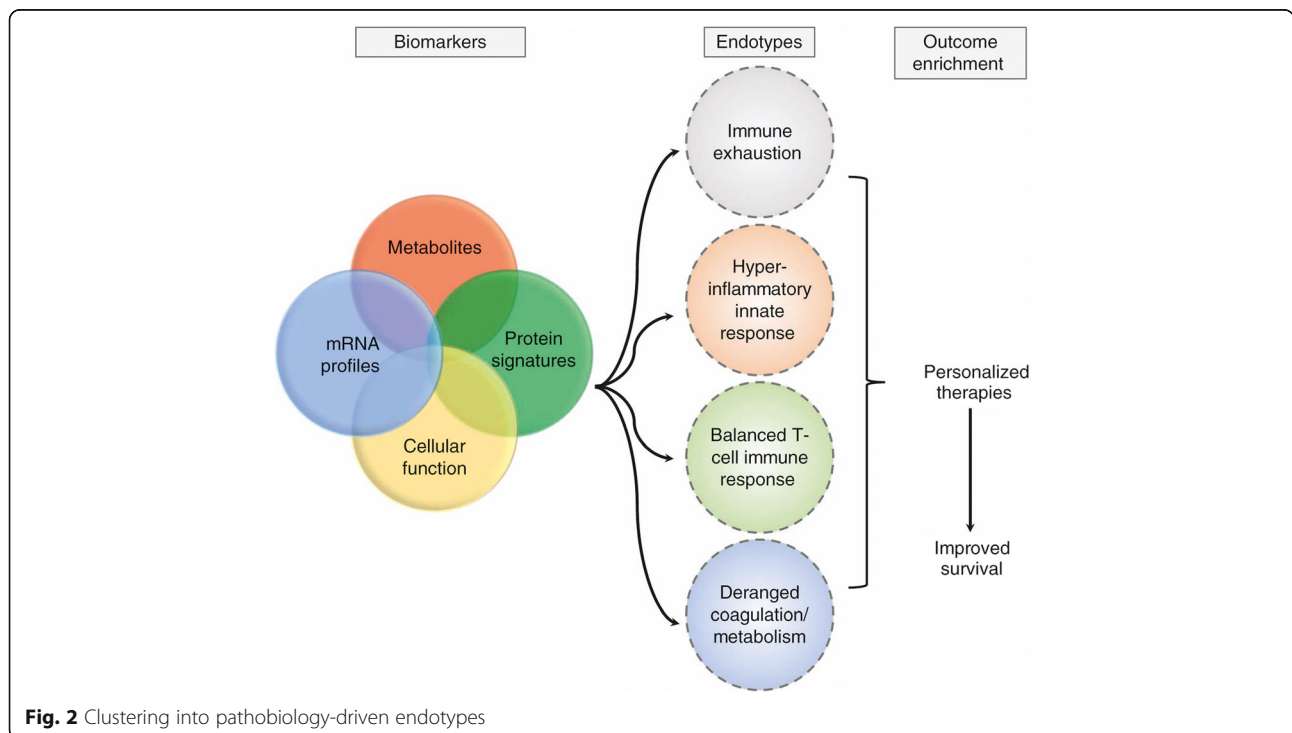 Biomarkers
Endotypes
Outcome
enrichment
Metabolites
mRNA
profiles
Protein
signatures
Cellular
function
Immune
exhaustion
Hyper-
inflammatory
innate
response
Balanced T-
cell immune
response
Deranged
coagulation/
metabolism
Personalized
therapies
Improved
survival
Fig. 2 Clustering into pathobiology-driven endotypes